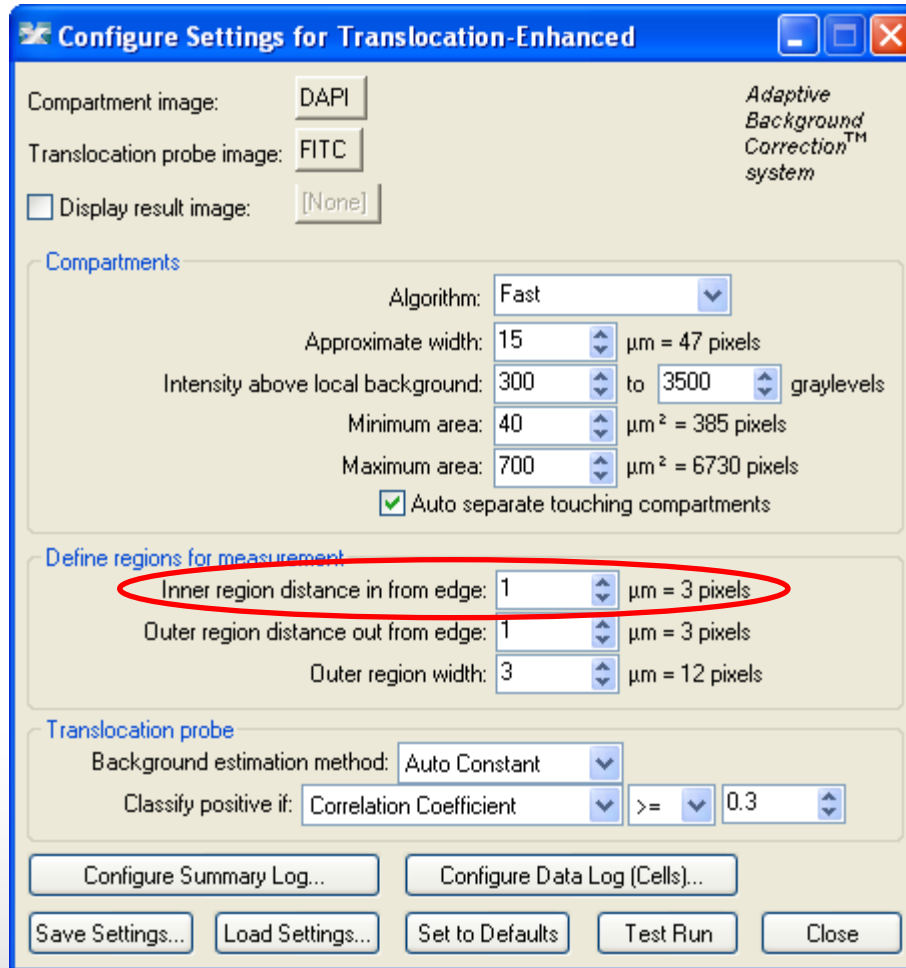 Configure Settings for Translocation-Enhanced
Compartment image: DAPI
Translocation probe image: FITC
Display result image: [None]
Adaptive
Background
Correction™
system
Compartments
Algorithm: Fast
Approximate width: 15 µm = 47 pixels
Intensity above local background: 300 to 3500 graylevels
Minimum area: 40 µm² = 385 pixels
Maximum area: 700 µm² = 6730 pixels
Auto separate touching compartments
Define regions for measurement
Inner region distance in from edge: 1 µm = 3 pixels
Outer region distance out from edge: 1 µm = 3 pixels
Outer region width: 3 µm = 12 pixels
Translocation probe
Background estimation method: Auto Constant
Classify positive if: Correlation Coefficient >= 0.3
Configure Summary Log... Configure Data Log (Cells)...
Save Settings... Load Settings... Set to Defaults Test Run Close